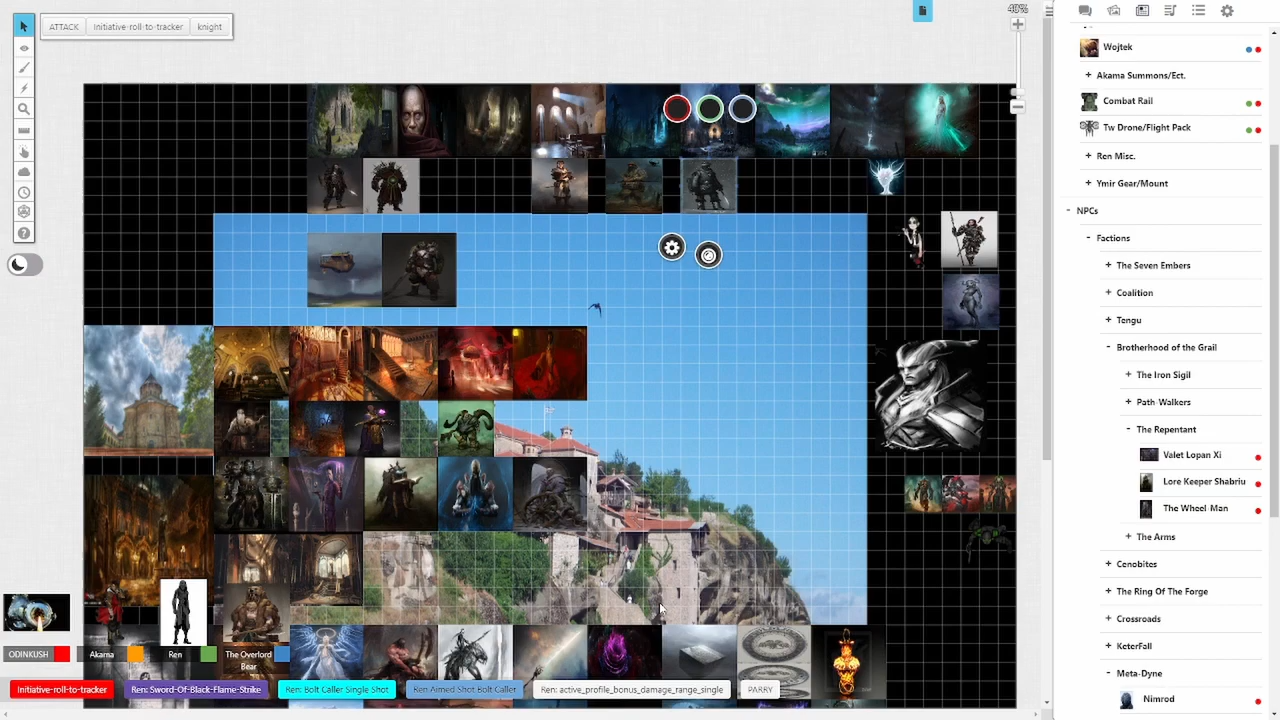 48%
ATTACK Initiative-roll-to-tracker knight
Wojtek
+ Akama Summons/Ect.
Combat Rail
Tw Drone/Flight Pack
+ Ren Misc.
+ Ymir Gear/Mount
- NPCs
- Factions
+ The Seven Embers
+ Coalition
+ Tengu
- Brotherhood of the Grail
+ The Iron Sigil
+ Path-Walkers
- The Repentant
Valet Lopan Xi
Lore Keeper Shabriu
The Wheel-Man
+ The Arms
+ Cenobites
+ The Ring Of The Forge
+ Crossroads
+ KeterFall
- Meta-Dyne
Nimrod
ODINKUSH
Akama
Ren
The Overlord
Bear
Initiative-roll-to-tracker
Ren: Sword-Of-Black-Flame-Strike
Ren: Bolt Caller Single Shot
Ren Aimed Shot Bolt Caller
Ren: active_profile_bonus_damage_range_single
PARRY